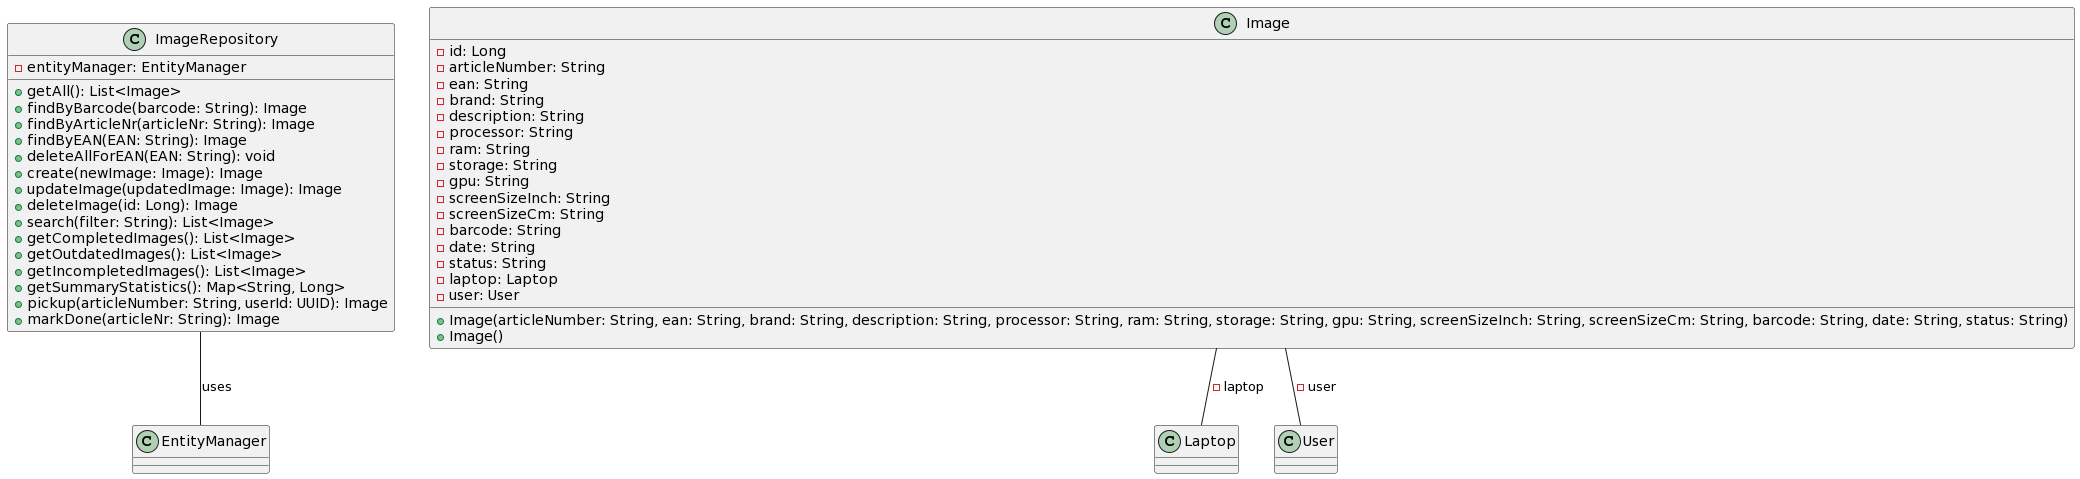 ImageRepository
entityManager: EntityManager
getAll(): List<Image>
findByBarcode(barcode: String): Image
findByArticleNr(articleNr: String): Image
findByEAN(EAN: String): Image
deleteAllForEAN(EAN: String): void
create(newImage: Image): Image
updateImage(updatedImage: Image): Image
deleteImage(id: Long): Image
search(filter: String): List<Image>
getCompletedImages(): List<Image>
getOutdatedImages(): List<Image>
getIncompletedImages(): List<Image>
getSummaryStatistics(): Map<String, Long>
pickup(articleNumber: String, userId: UUID): Image
markDone(articleNr: String): Image
Image
id: Long
articleNumber: String
ean: String
brand: String
description: String
processor: String
ram: String
storage: String
gpu: String
screenSizeInch: String
screenSizeCm: String
barcode: String
date: String
status: String
laptop: Laptop
user: User
Image(articleNumber: String, ean: String, brand: String, description: String, processor: String, ram: String, storage: String, gpu: String, screenSizeInch: String, screenSizeCm: String, barcode: String, date: String, status: String)
Image()
uses
laptop
user
EntityManager
Laptop
User